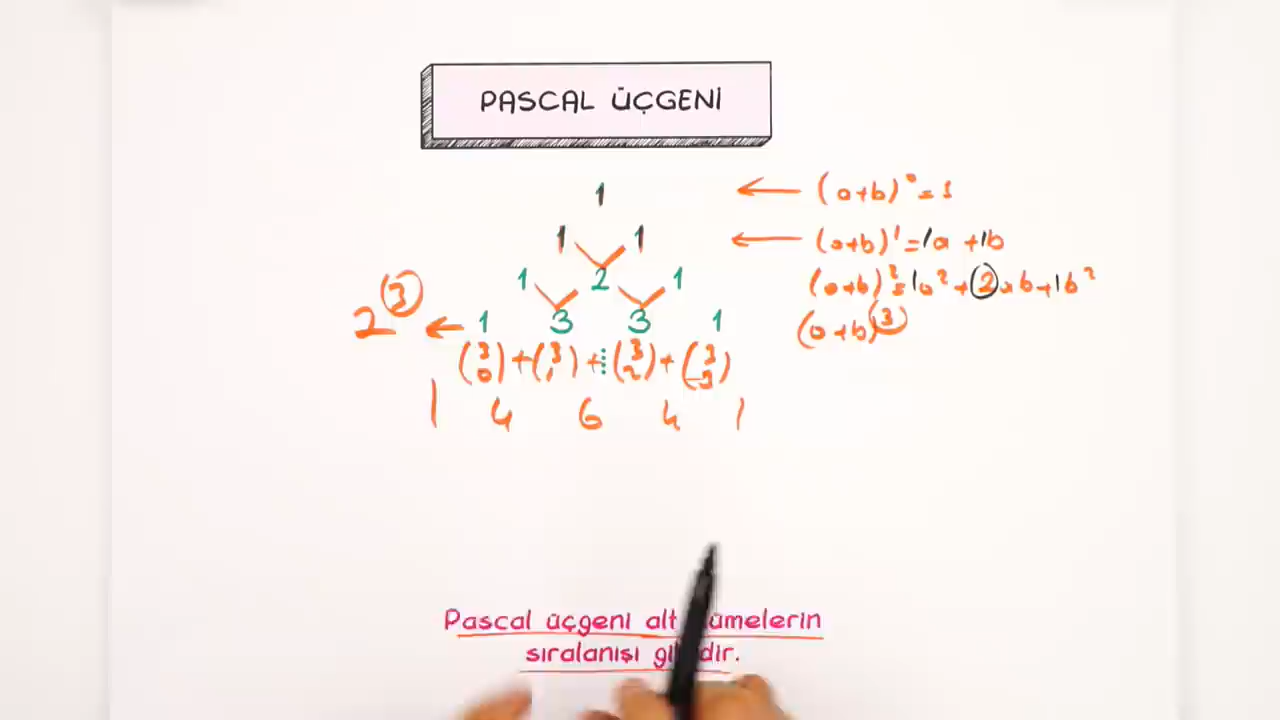 PASCAL ÜÇGENİ
1 ← (a+b)⁰ = 1
1 1 ← (a+b)¹ = 1a + 1b
1 2 1 (a+b)² = 1a² + 2ab + 1b²
2³ ← 1 3 3 1 (a+b)³
(3 0) + (3 1) + (3 2) + (3 3)
1 4 6 4 1
Pascal üçgeni alt
sıralanışı